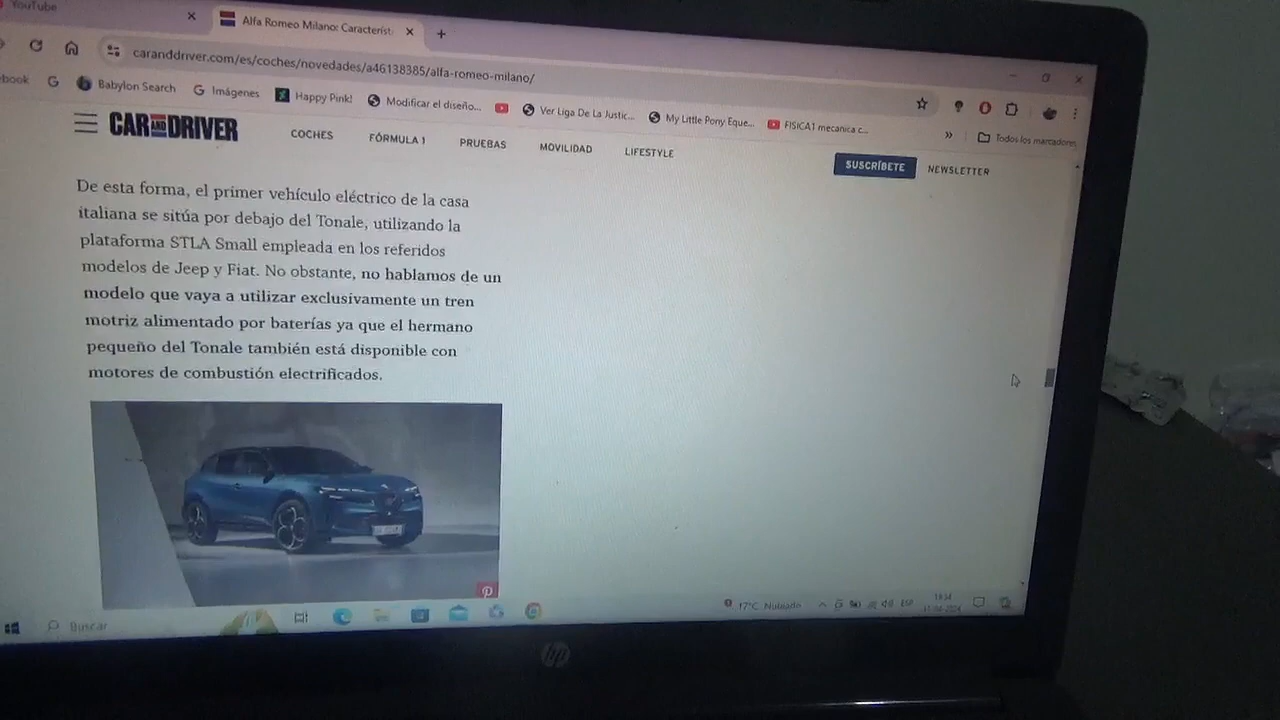 YouTube
Alfa Romeo Milano: Característ
caranddriver.com/es/coches/novedades/a46138385/alfa-romeo-milano/
ebook
Babylon Search
Imágenes
Happy Pink!
Modificar el diseño...
Ver Liga De La Justic...
My Little Pony Eque...
FISICA1 mecanica c...
»
Todos los marcadores
CAR AND DRIVER
COCHES
FÓRMULA 1
PRUEBAS
MOVILIDAD
LIFESTYLE
SUSCRÍBETE
NEWSLETTER
De esta forma, el primer vehículo eléctrico de la casa
italiana se sitúa por debajo del Tonale, utilizando la
plataforma STLA Small empleada en los referidos
modelos de Jeep y Fiat. No obstante, no hablamos de un
modelo que vaya a utilizar exclusivamente un tren
motriz alimentado por baterías ya que el hermano
pequeño del Tonale también está disponible con
motores de combustión electrificados.
Buscar
17°C Nublado
ESP
hp